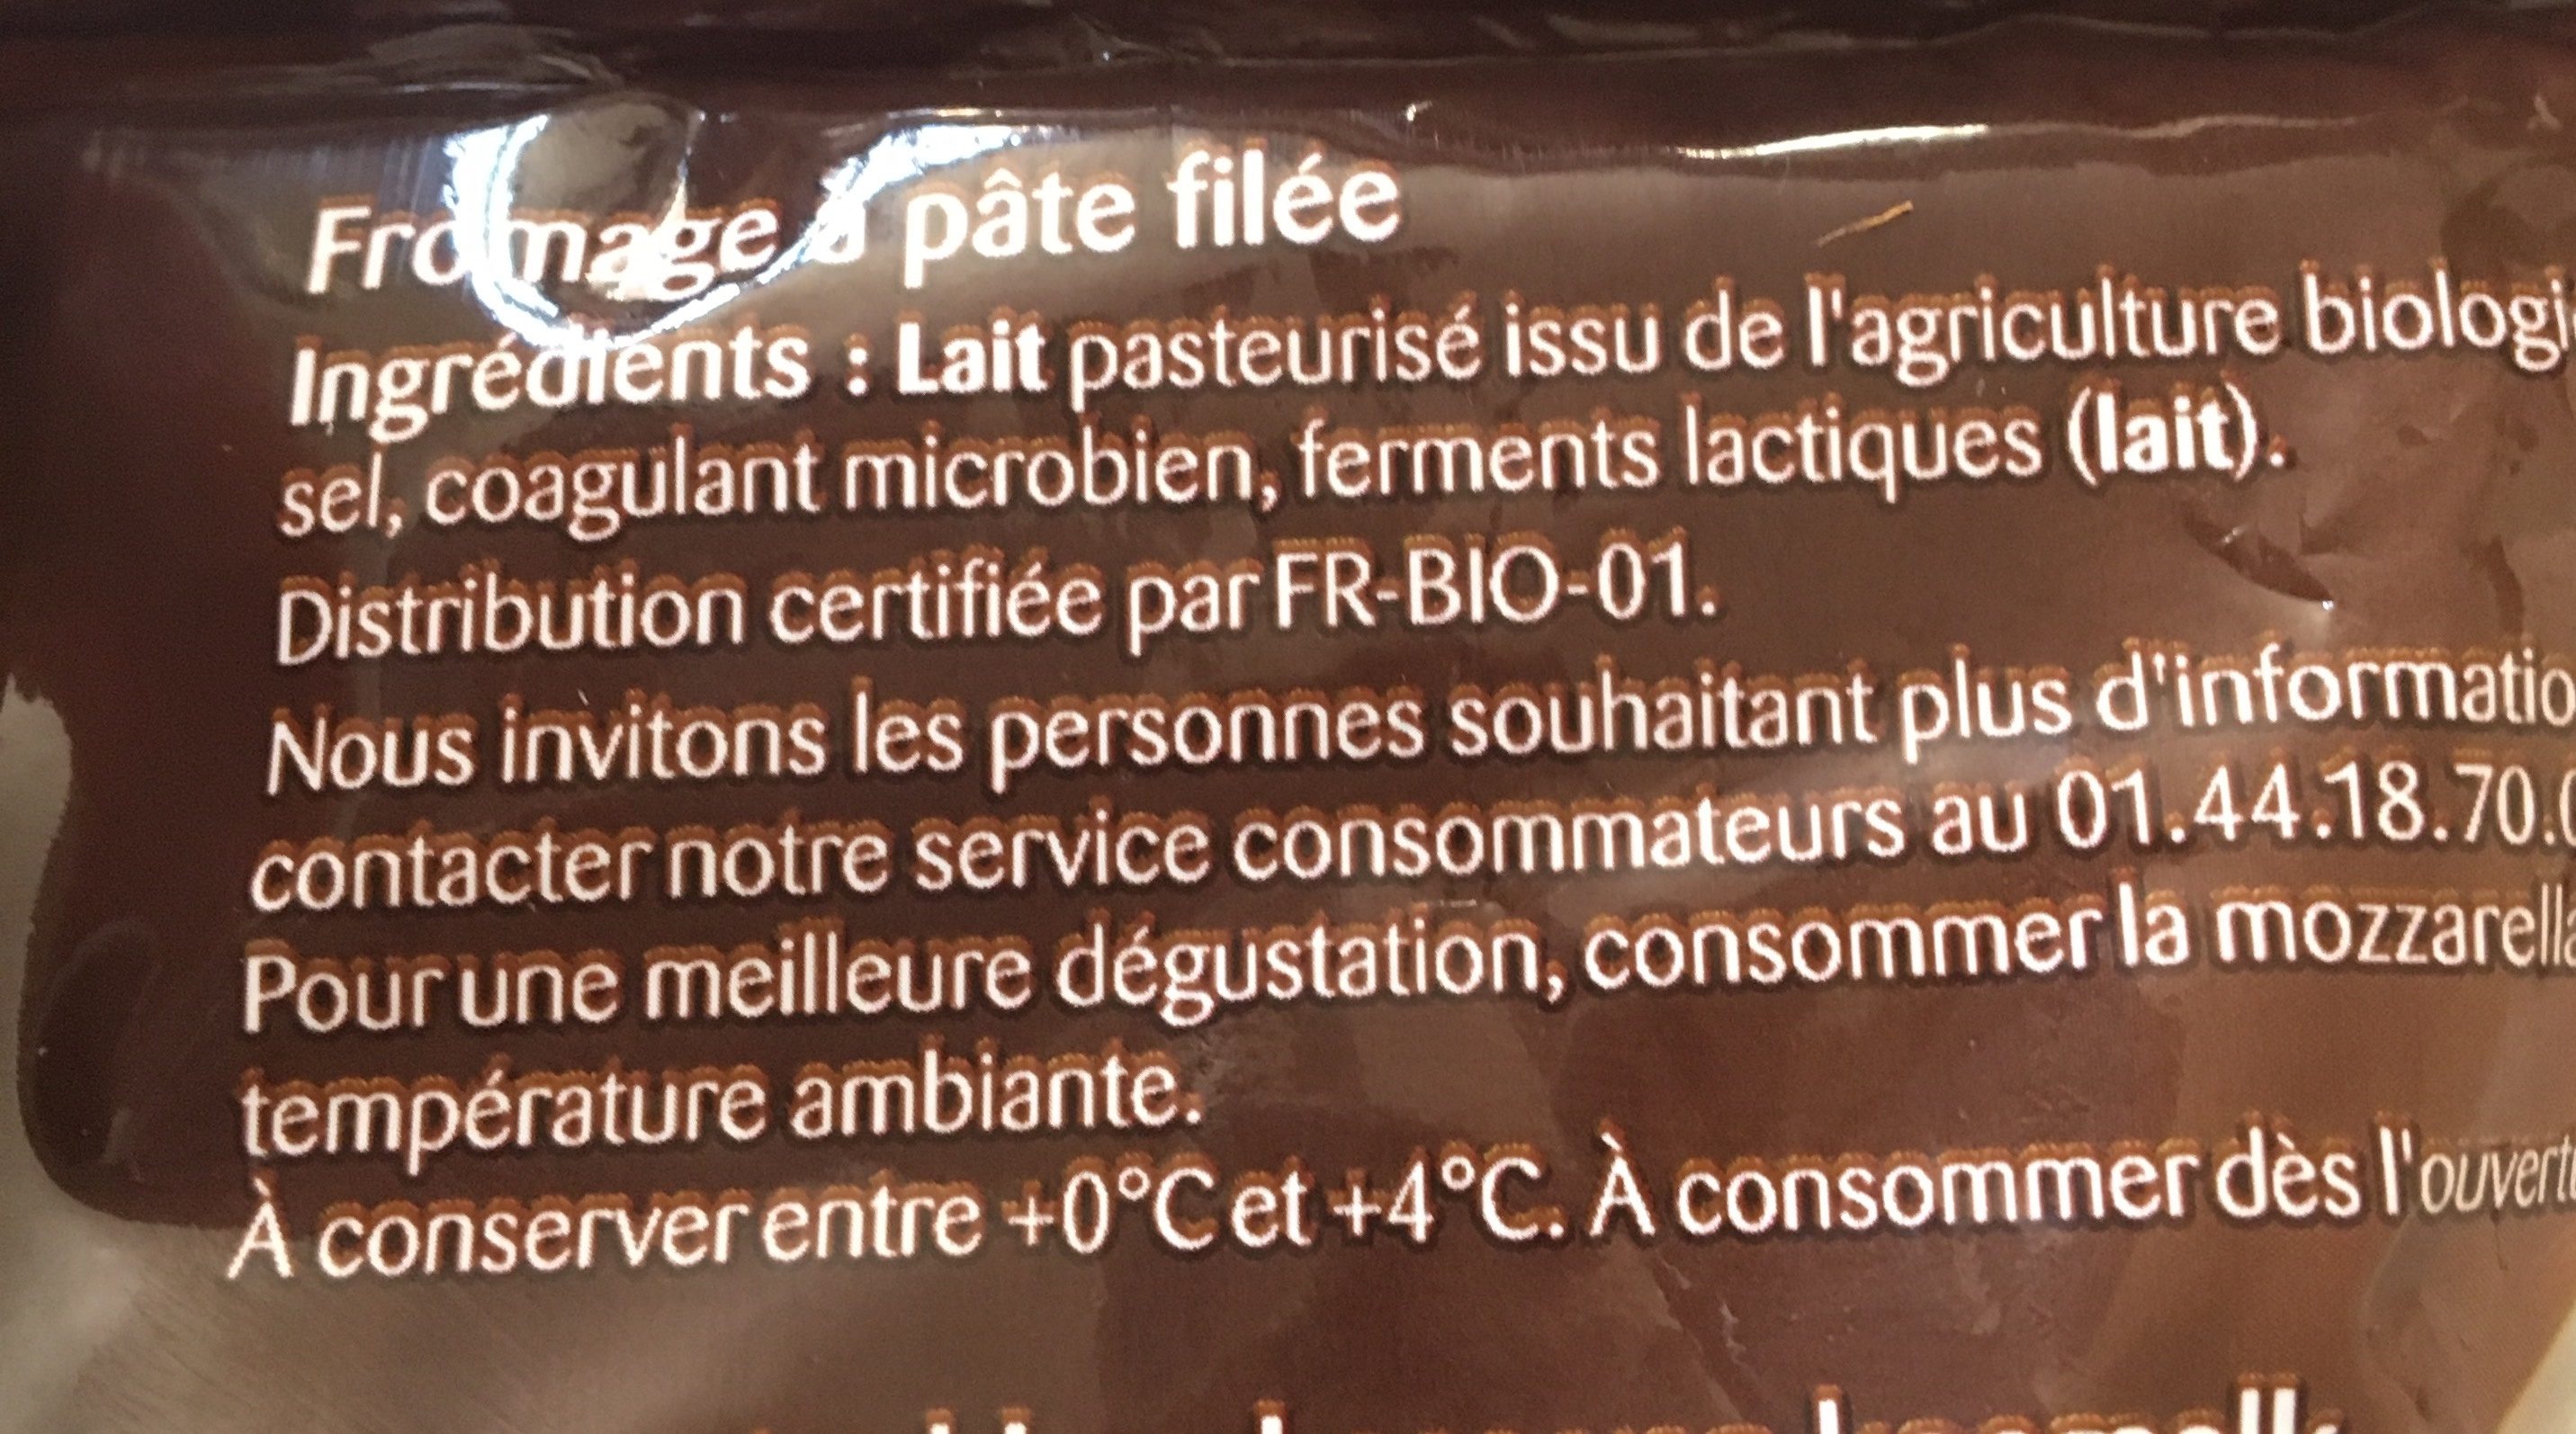 Fromage à pâte filée
Ingrédients : Lait pasteurisé issu de l'agriculture biologi
sel, coagulant microbien, ferments lactiques (lait).
Distribution certifiée par FR-BIO-01.
Nous invitons les personnes souhaitant plus d'informatio
contacter notre service consommateurs au 01.44.18.70.
Pour une meilleure dégustation, consommer la mozzarella
température ambiante.
À conserver entre +0°C et +4°C. À consommer dès l'ouvert